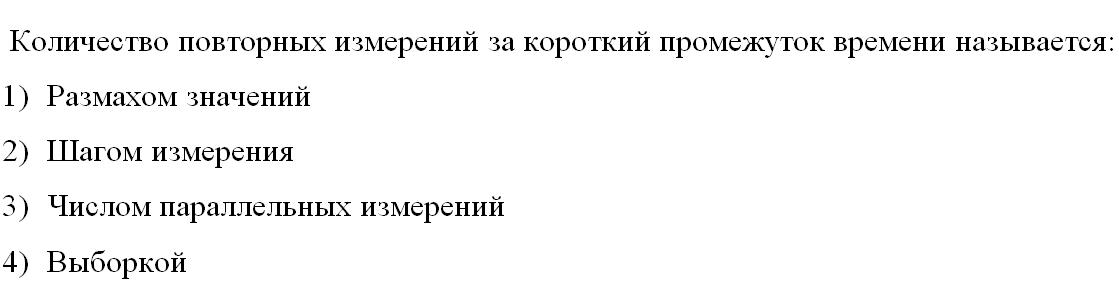 Количество повторных измерений за короткий промежуток времени называется:
1) Размахом значений
2) Шагом измерения
3) Числом параллельных измерений
4) Выборкой